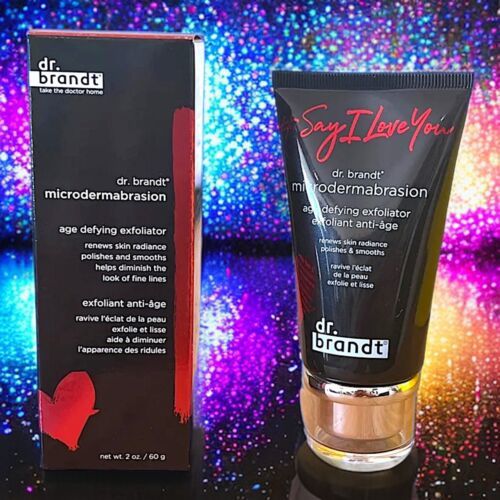 dr.
brandt®
take the doctor home
dr. brandt®
microdermabrasion
age defying exfoliator
renews skin radiance
polishes and smooths
helps diminish the
look of fine lines
exfoliant anti-âge
ravive l'éclat de la peau
exfolie et lisse
aide à diminuer
l'apparence des ridules
net wt. 2 oz. / 60 g
Say I Love You
dr. brandt®
microdermabrasion
age defying exfoliator
exfoliant anti-âge
renews skin radiance
polishes & smooths
ravive l'éclat
de la peau
exfolie et lisse
dr.
brandt®